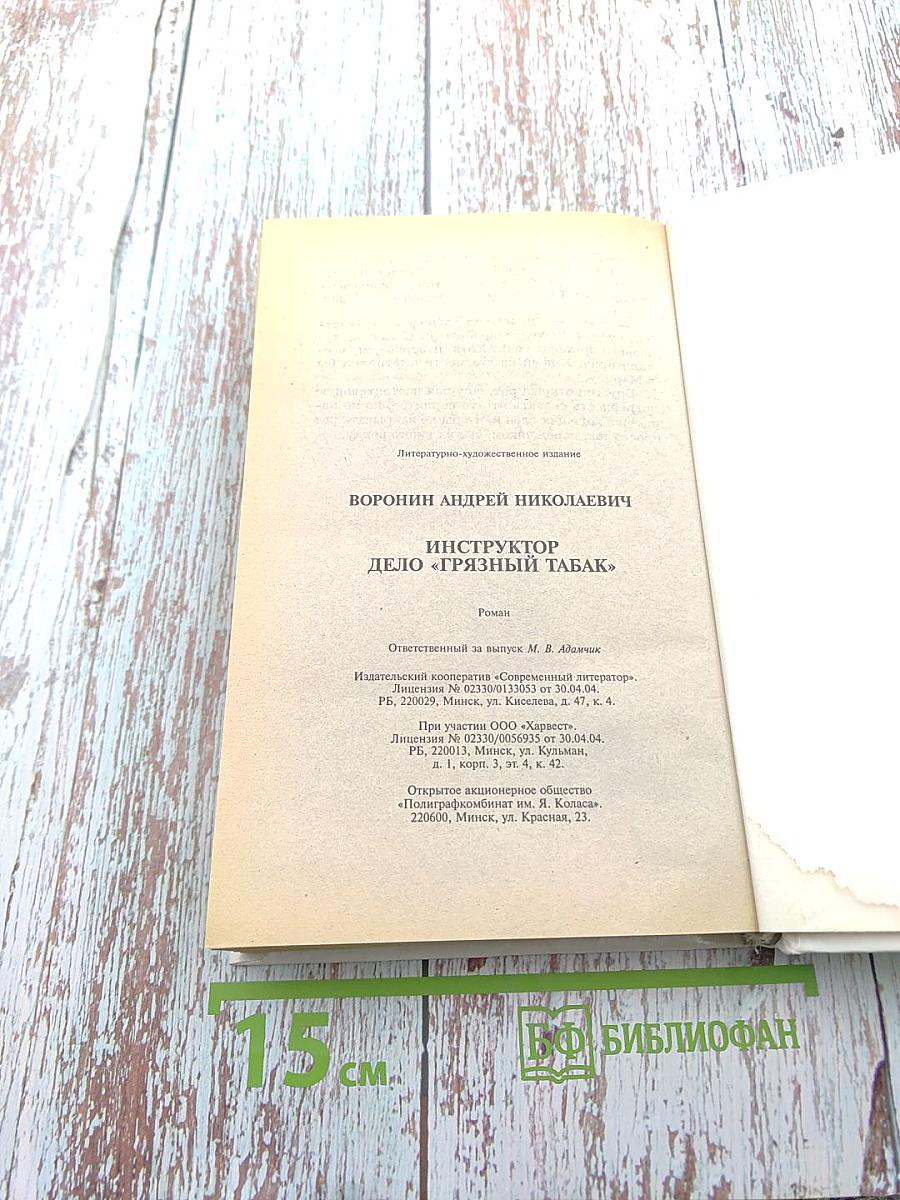 Литературно-художественное издание
ВОРОНИН АНДРЕЙ НИКОЛАЕВИЧ
ИНСТРУКТОР
ДЕЛО «ГРЯЗНЫЙ ТАБАК»
Роман
Ответственный за выпуск М. В. Адамчик
Издательский кооператив «Современный литератор».
Лицензия № 02330/0133053 от 30.04.04.
РБ, 220029, Минск, ул. Киселева, д. 47, к. 4.
При участии ООО «Харвест».
Лицензия № 02330/0056935 от 30.04.04.
РБ, 220013, Минск, ул. Кульман,
д. 1, корп. 3, эт. 4, к. 42.
Открытое акционерное общество
«Полиграфкомбинат им. Я. Коласа».
220600, Минск, ул. Красная, 23.
15 см
БФ БИБЛИОФАН